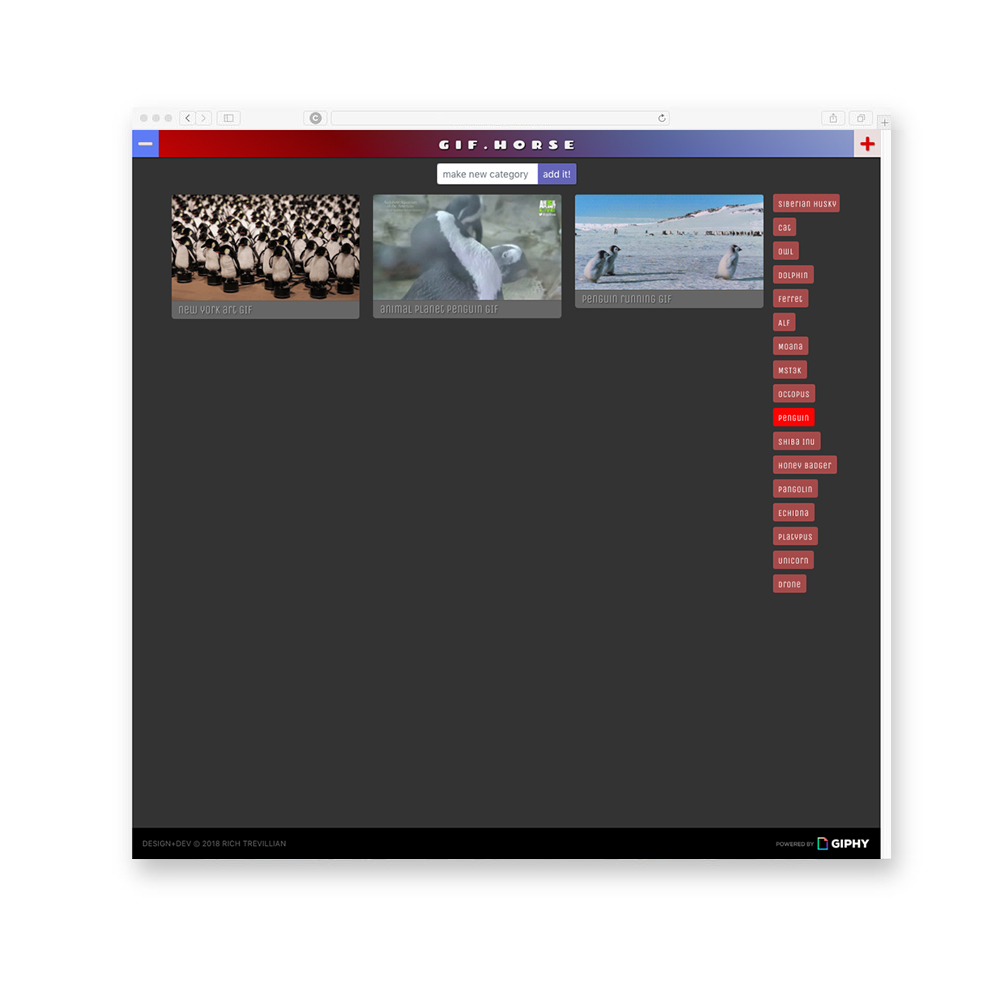 GIF.HORSE
make new category add it!
new york art GIF
animal planet penguin GIF
penguin running GIF
Siberian Husky
Cat
Owl
Dolphin
Ferret
ALF
Moana
MST3K
Octopus
Penguin
Shiba Inu
Honey Badger
Pangolin
Echidna
Platypus
Unicorn
Drone
DESIGN+DEV © 2018 RICH TREVILLIAN
POWERED BY GIPHY